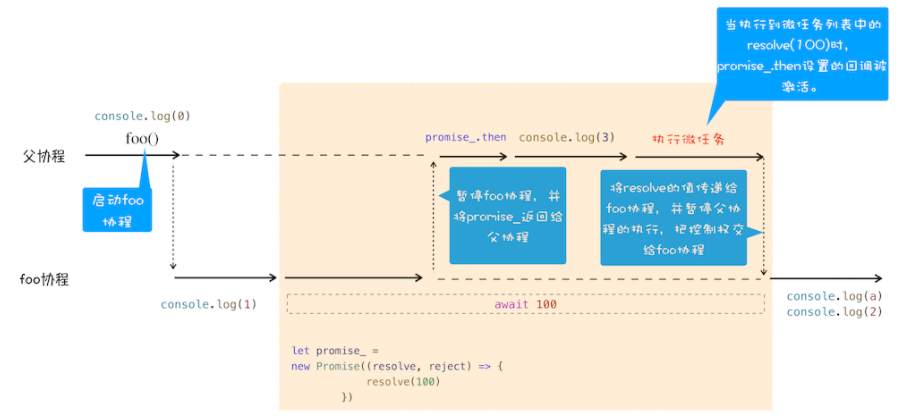 当执行到微任务列表中的
resolve(100)时,
promise_.then设置的回调被
激活。
console.log(0)
foo()
父协程
启动foo
协程
promise_.then
console.log(3)
执行微任务
暂停foo协程，并
将promise_返回给
父协程
将resolve的值传递给
foo协程，并暂停父协
程的执行，把控制权交
给foo协程
foo协程
console.log(1)
await 100
console.log(a)
console.log(2)
let promise_ =
new Promise((resolve, reject) => {
resolve(100)
})